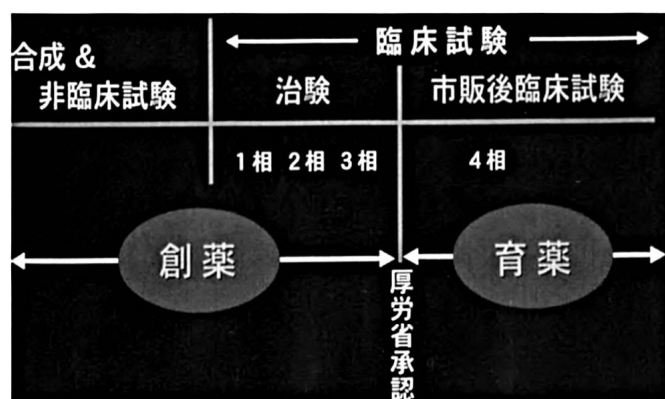 臨床試験
合成 &
非臨床試験
治験
市販後臨床試験
1相 2相 3相
4相
創薬
育薬
厚労省承認